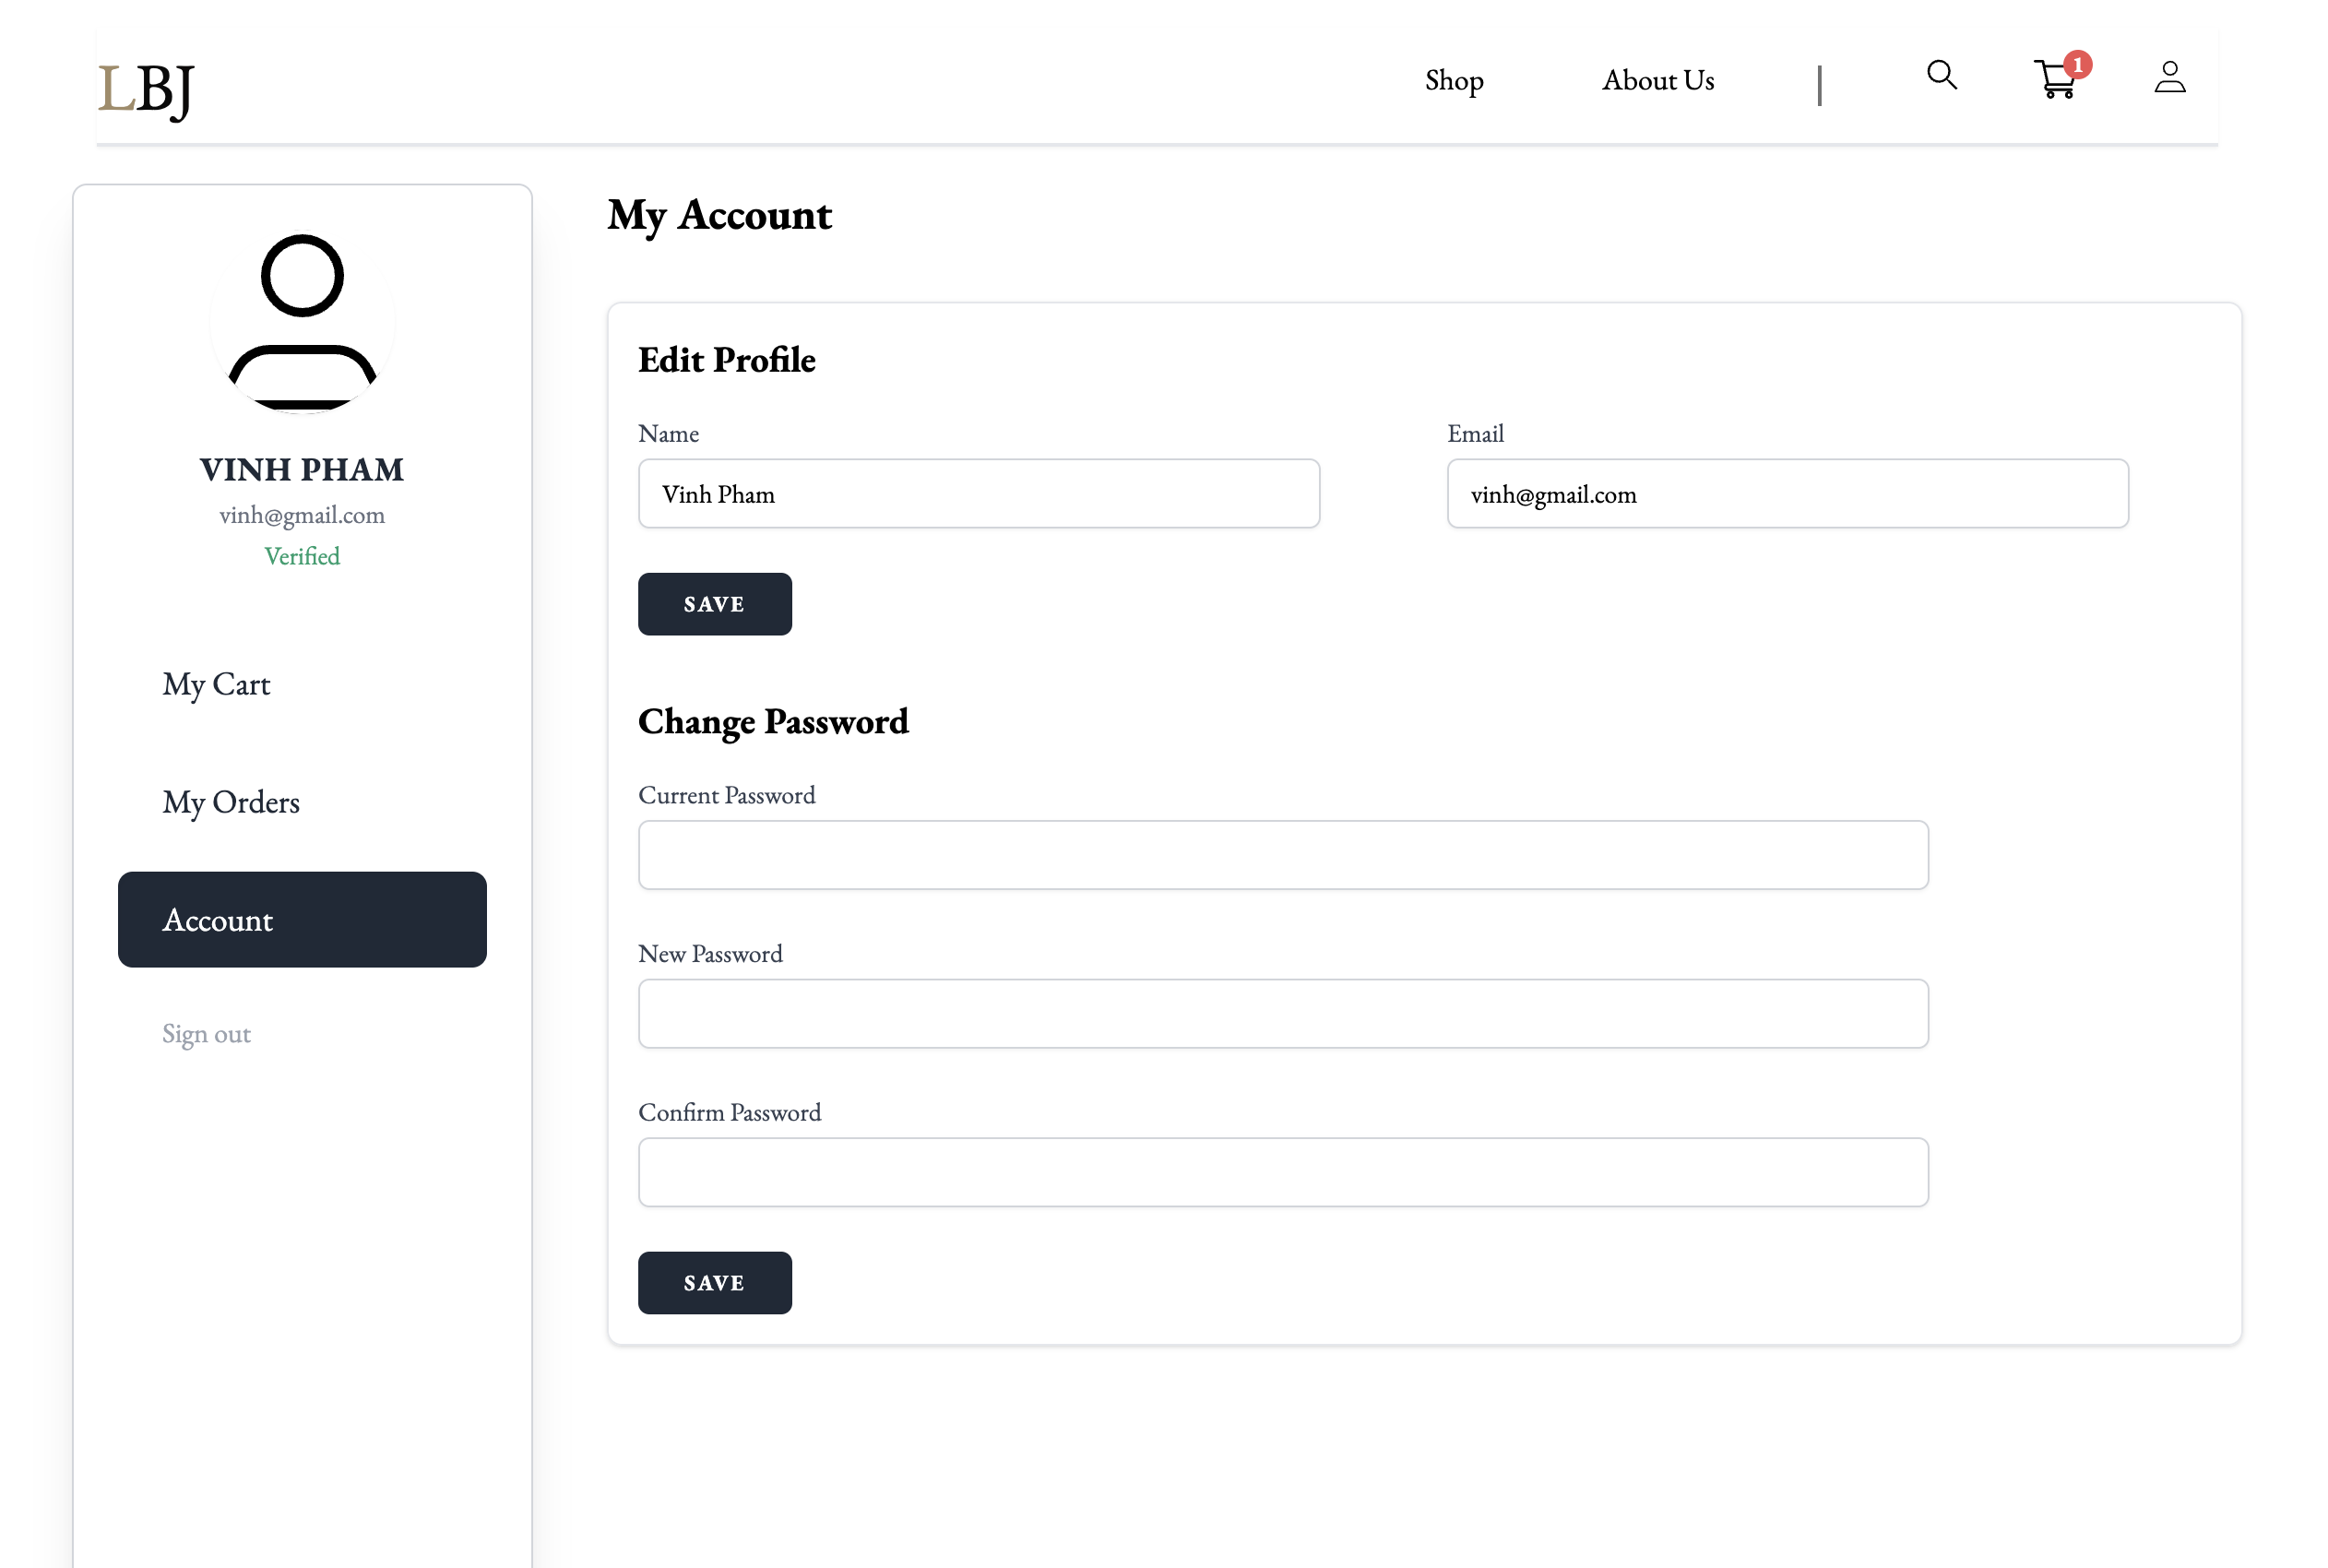 LBJ
Shop
About Us
|
1
VINH PHAM
vinh@gmail.com
Verified
My Cart
My Orders
Account
Sign out
My Account
Edit Profile
Name
Email
Vinh Pham
vinh@gmail.com
SAVE
Change Password
Current Password
New Password
Confirm Password
SAVE